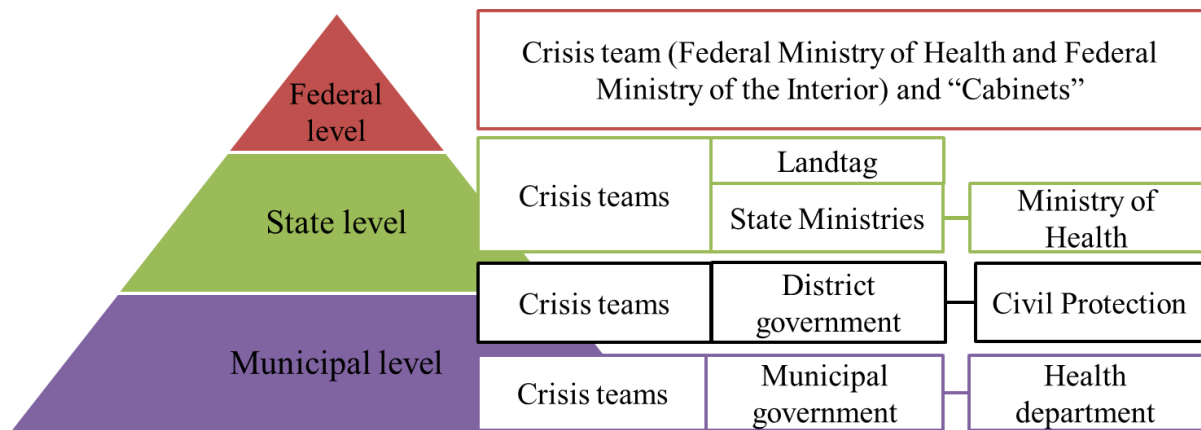 Federal
level
Crisis team (Federal Ministry of Health and Federal
Ministry of the Interior) and “Cabinets”
State level
Crisis teams
Landtag
State Ministries
Ministry of
Health
Crisis teams
District
government
Civil Protection
Municipal level
Crisis teams
Municipal
government
Health
department